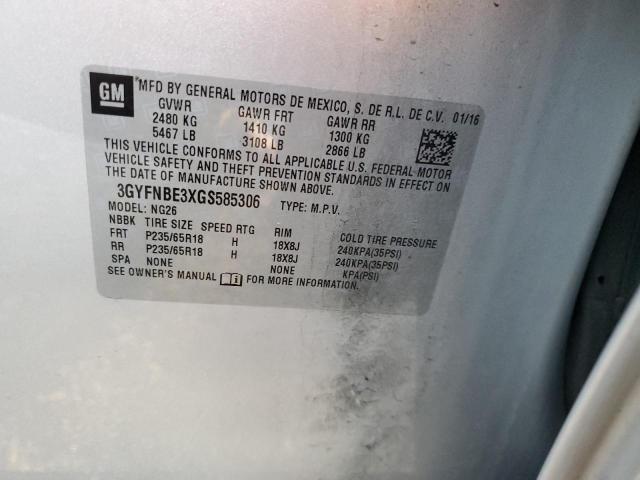 GM
*MFD BY GENERAL MOTORS DE MEXICO, S. DE R.L. DE C.V. 01/16
GVWR GAWR FRT GAWR RR
2480 KG 1410 KG 1300 KG
5467 LB 3108 LB 2866 LB
THIS VEHICLE CONFORMS TO ALL APPLICABLE U.S. FEDERAL MOTOR
VEHICLE SAFETY AND THEFT PREVENTION STANDARDS IN EFFECT ON
THE DATE OF MANUFACTURE SHOWN ABOVE.
3GYFNBE3XGS585306 TYPE: M.P.V.
MODEL: NG26
NBBK TIRE SIZE SPEED RTG RIM COLD TIRE PRESSURE
FRT P235/65R18 H 18X8J 240KPA(35PSI)
RR P235/65R18 H 18X8J 240KPA(35PSI)
SPA NONE NONE KPA(PSI)
SEE OWNER'S MANUAL FOR MORE INFORMATION.